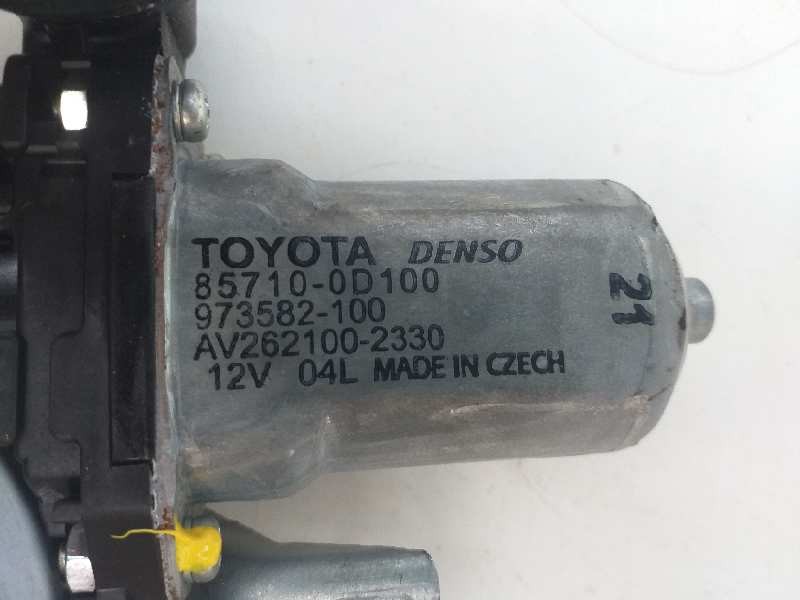 TOYOTA DENSO
85710-0D100
973582-100
AV262100-2330
12V 04L MADE IN CZECH
21